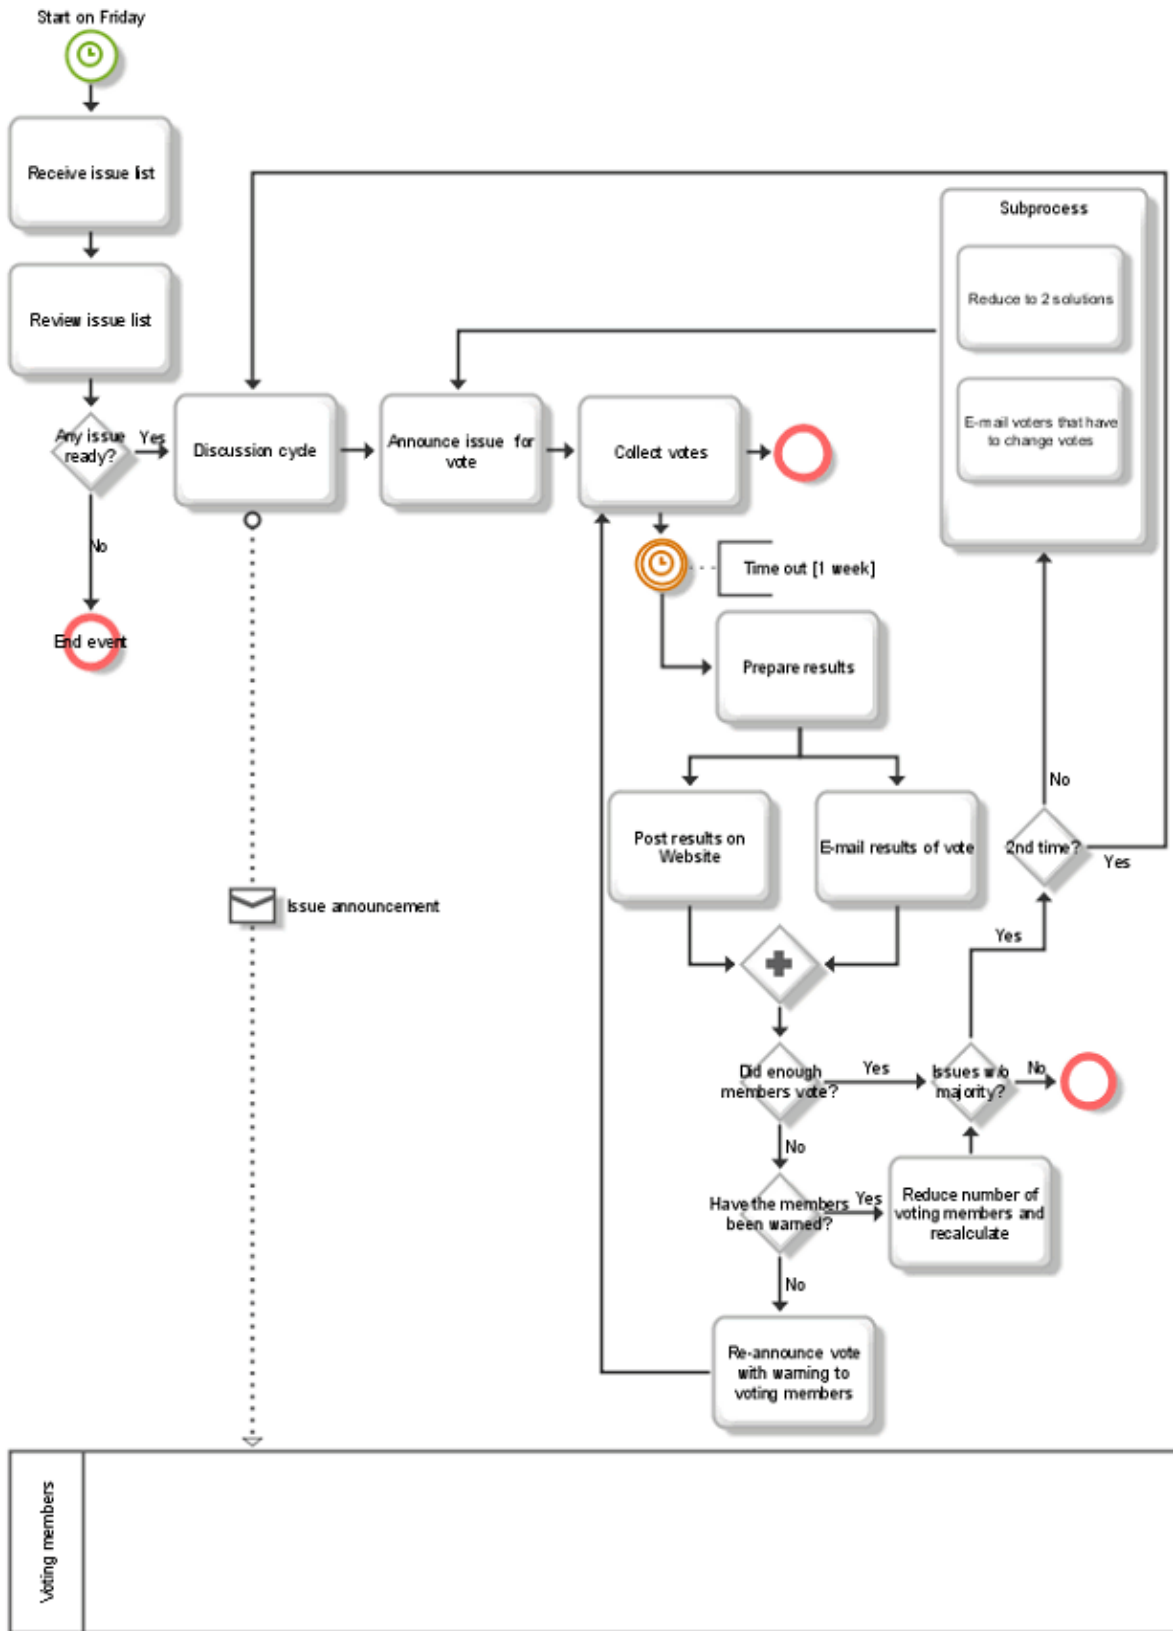 Start on Friday
Receive issue list
Review issue list
Any issue
ready?
Yes
No
End event
Discussion cycle
Announce issue for
vote
Collect votes
Subprocess
Reduce to 2 solutions
E-mail voters that have
to change votes
Time out [1 week]
Prepare results
Post results on
Website
E-mail results of vote
No
2nd time?
Yes
Issue announcement
Yes
Did enough
members vote?
Yes
Issues w/o
majority?
No
No
Have the members
been warned?
Yes
Reduce number of
voting members and
recalculate
No
Re-announce vote
with warning to
voting members
Voting members